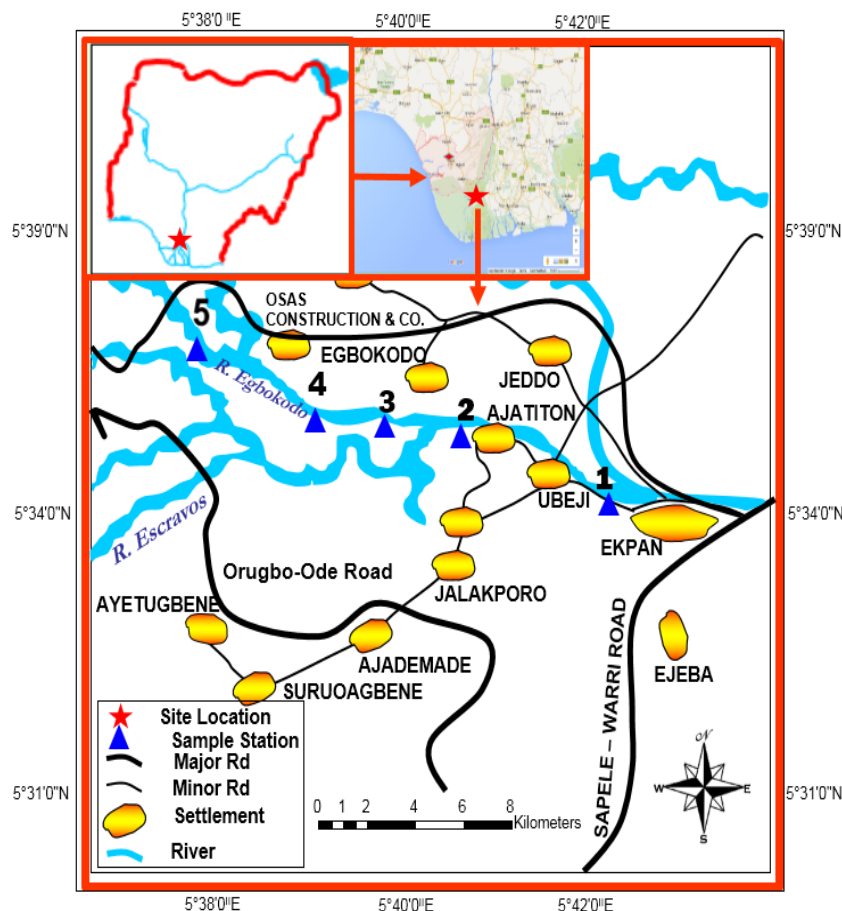 5°38'0"E
5°40'0"E
5°42'0"E
5°39'0"N
5°39'0"N
5
OSAS
CONSTRUCTION & CO.
EGBOKODO
JEDDO
R. Egbokodo
4
3
2
AJATITON
1
UBEJI
5°34'0"N
5°34'0"N
EKPAN
R. Escravos
Orugbo-Ode Road
JALAKPORO
AYETUGBENE
AJADEMADE
EJEBA
SURUOAGBENE
SAPELE – WARRI ROAD
Site Location
Sample Station
Major Rd
Minor Rd
Settlement
River
0 1 2 4 6 8
Kilometers
N
W E
S
5°31'0"N
5°31'0"N
5°38'0"E
5°40'0"E
5°42'0"E